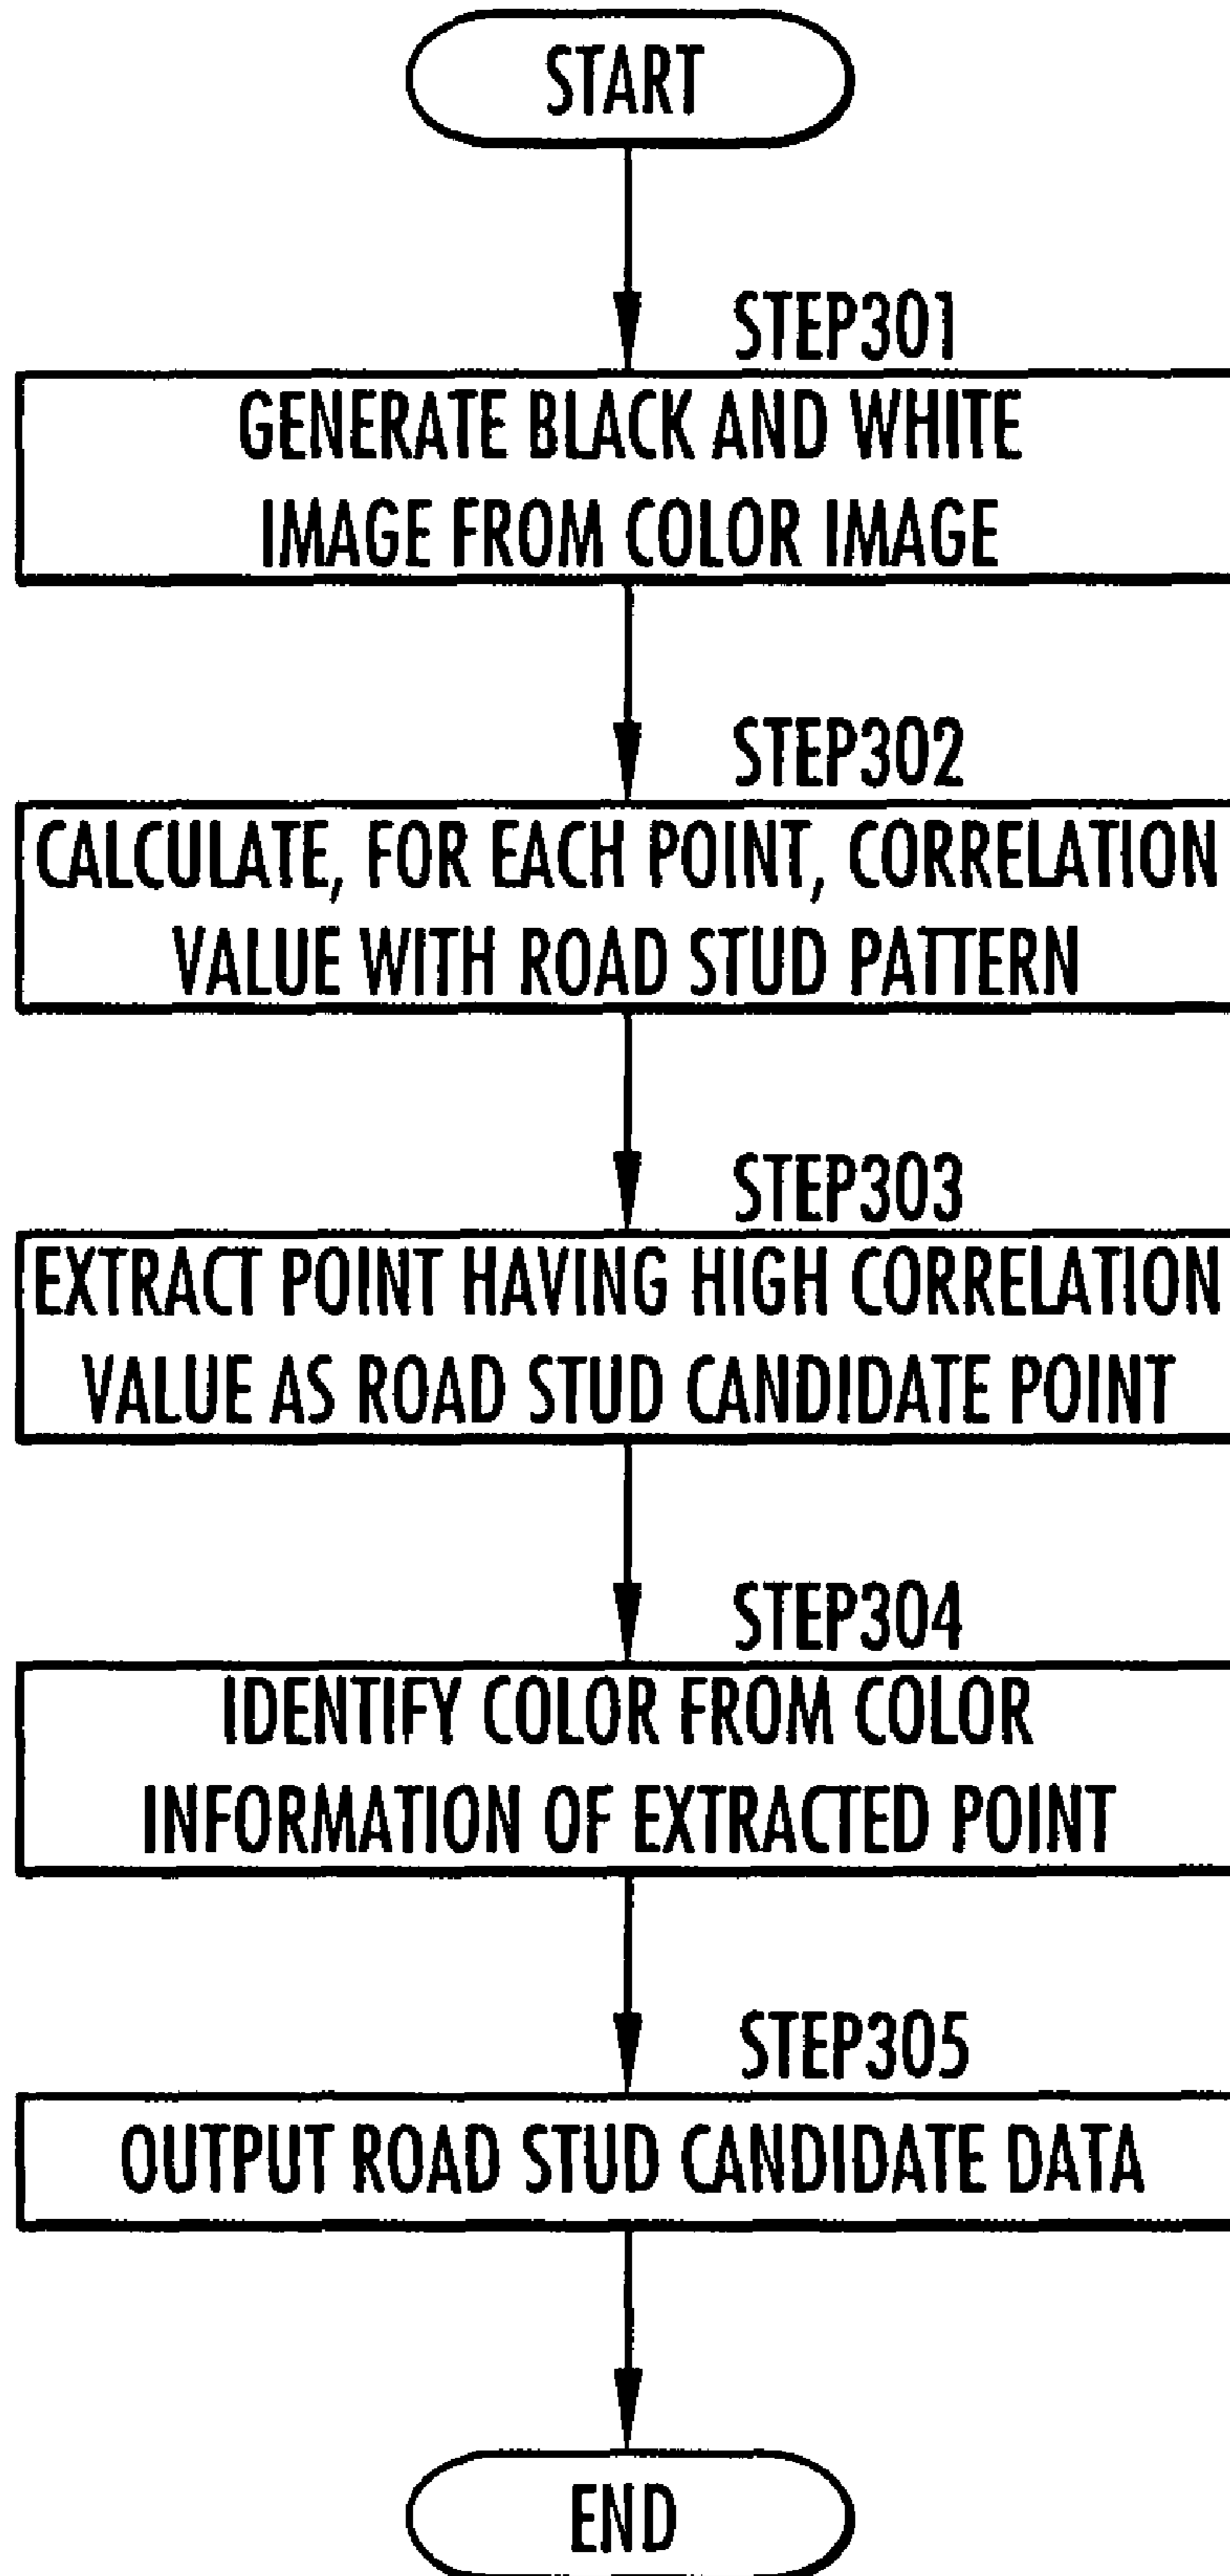 START
STEP301
GENERATE BLACK AND WHITE
IMAGE FROM COLOR IMAGE
STEP302
CALCULATE, FOR EACH POINT, CORRELATION
VALUE WITH ROAD STUD PATTERN
STEP303
EXTRACT POINT HAVING HIGH CORRELATION
VALUE AS ROAD STUD CANDIDATE POINT
STEP304
IDENTIFY COLOR FROM COLOR
INFORMATION OF EXTRACTED POINT
STEP305
OUTPUT ROAD STUD CANDIDATE DATA
END